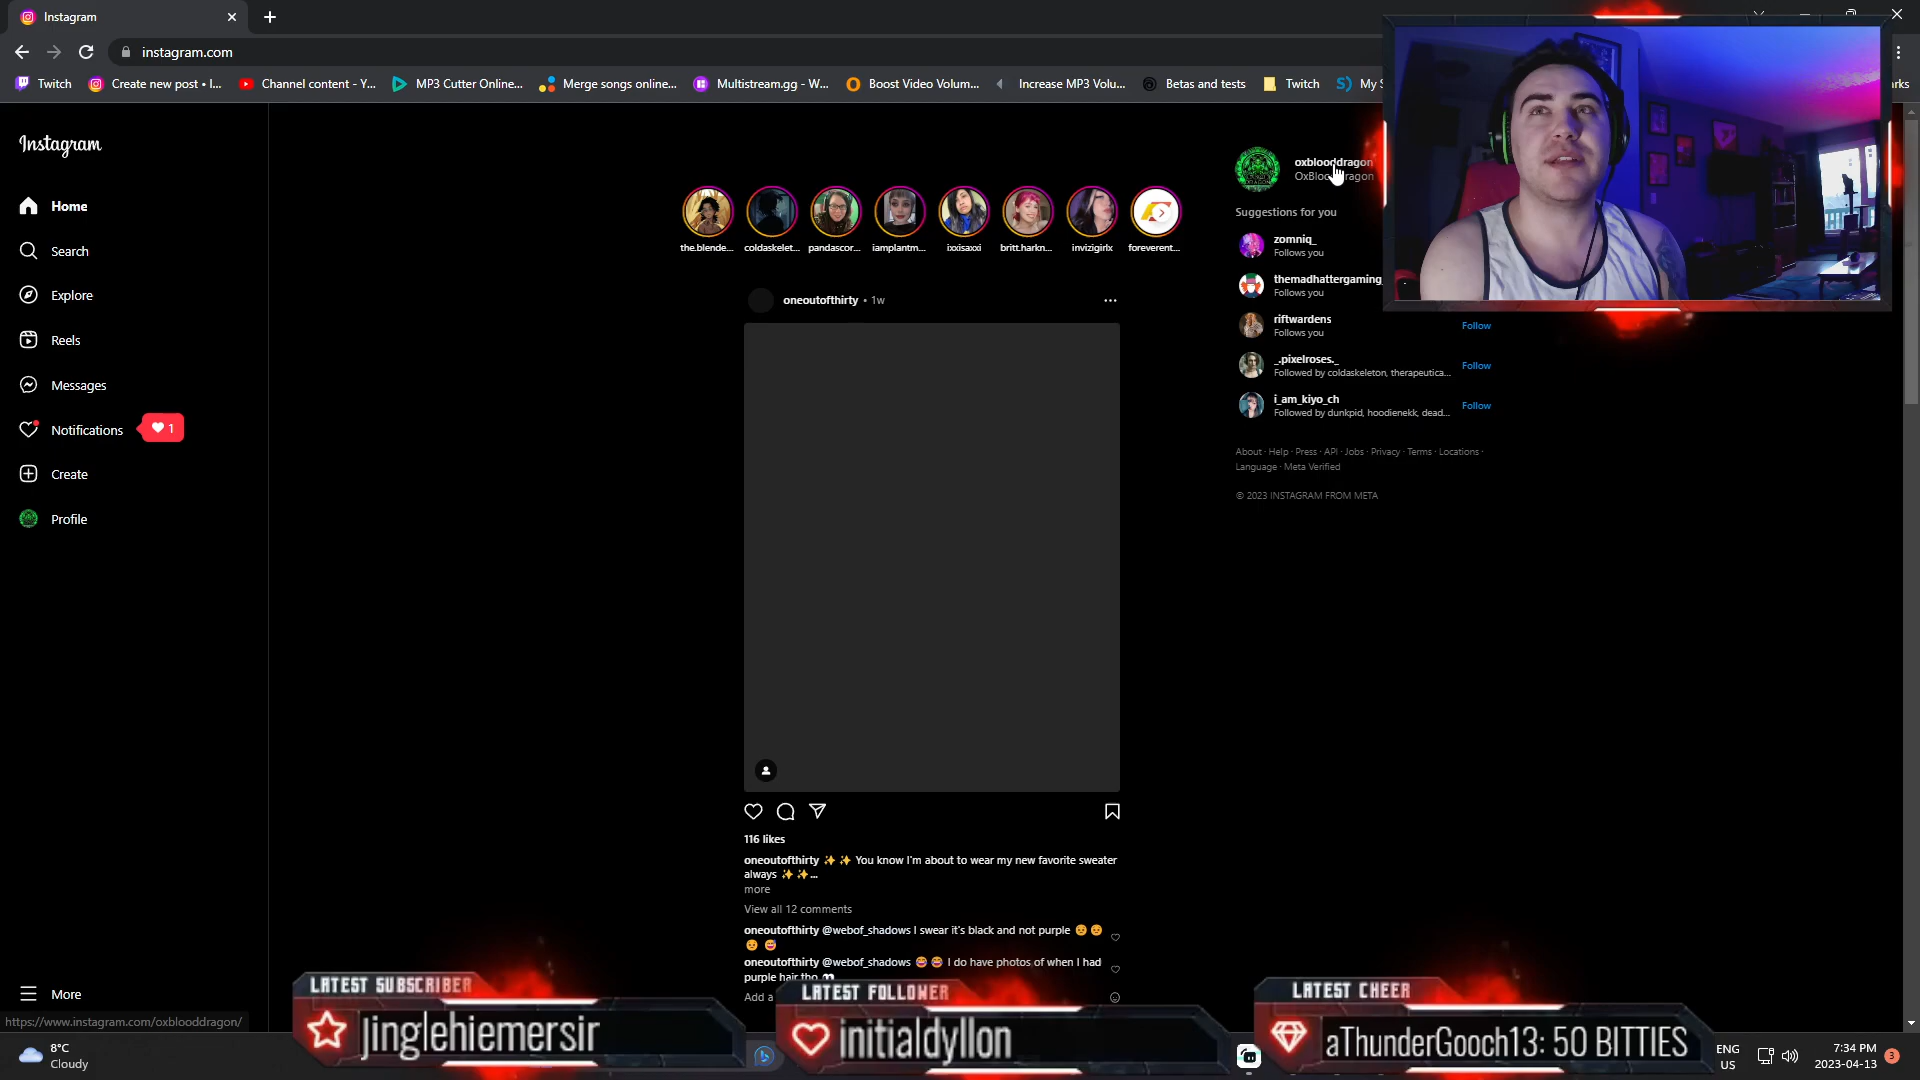 Instagram
instagram.com
Twitch
Create new post • I...
Channel content - Y...
MP3 Cutter Online...
Merge songs online...
Multistream.gg - W...
Boost Video Volum...
Increase MP3 Volu...
Betas and tests
Twitch
My S
rks
Instagram
Home
Search
Explore
Reels
Messages
Notifications
1
Create
Profile
More
https://www.instagram.com/oxblooddragon/
the.blende...
coldaskelet...
pandascor...
iamplantm...
ixxisaxxi
britt.harkn...
invizigirlx
foreverent...
oneoutofthirty • 1w
116 likes
oneoutofthirty ✨ ✨ You know I'm about to wear my new favorite sweater
always ✨ ✨...
more
View all 12 comments
oneoutofthirty @webof_shadows I swear it's black and not purple
oneoutofthirty @webof_shadows 😅 😅 I do have photos of when I had
purple hair tho 👀
Add a
oxblooddragon
Suggestions for you
zomniq_
Follows you
themadhattergaming_
Follows you
riftwardens
Follows you
Follow
_.pixelroses._
Followed by coldaskeleton, therapeutica...
Follow
i_am_kiyo_ch
Followed by dunkpid, hoodienekk, dead...
Follow
About · Help · Press · API · Jobs · Privacy · Terms · Locations ·
Language · Meta Verified
© 2023 INSTAGRAM FROM META
LATEST SUBSCRIBER
Jinglehiemersir
LATEST FOLLOWER
initialdyllon
LATEST CHEER
aThunderGooch13: 50 BITTIES
8°C
Cloudy
ENG
US
7:34 PM
2023-04-13
3